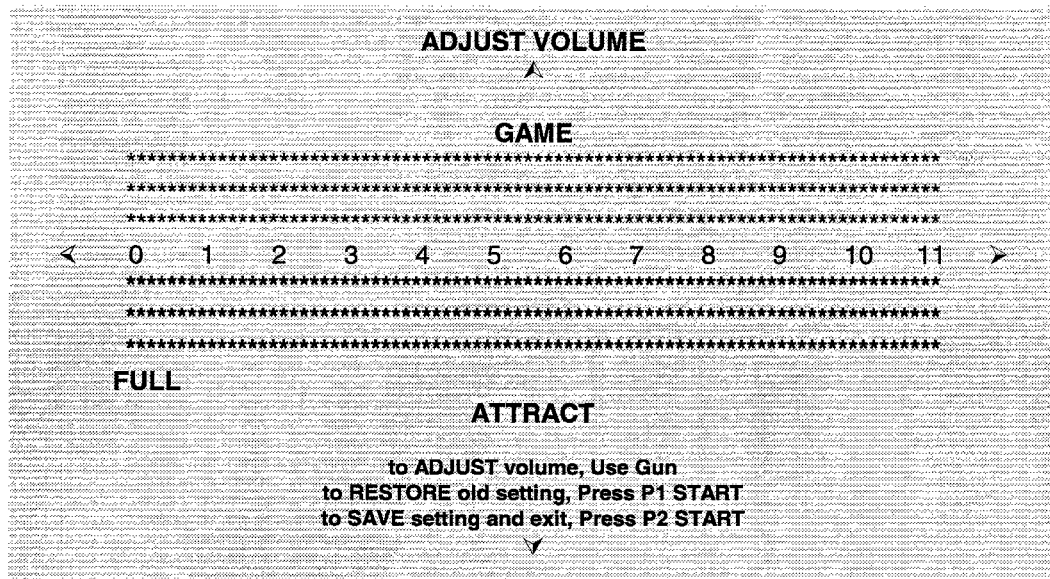 ADJUST VOLUME
GAME
*******************************************************************************
*******************************************************************************
*******************************************************************************
0 1 2 3 4 5 6 7 8 9 10 11
*******************************************************************************
*******************************************************************************
*******************************************************************************
FULL
ATTRACT
to ADJUST volume, Use Gun
to RESTORE old setting, Press P1 START
to SAVE setting and exit, Press P2 START